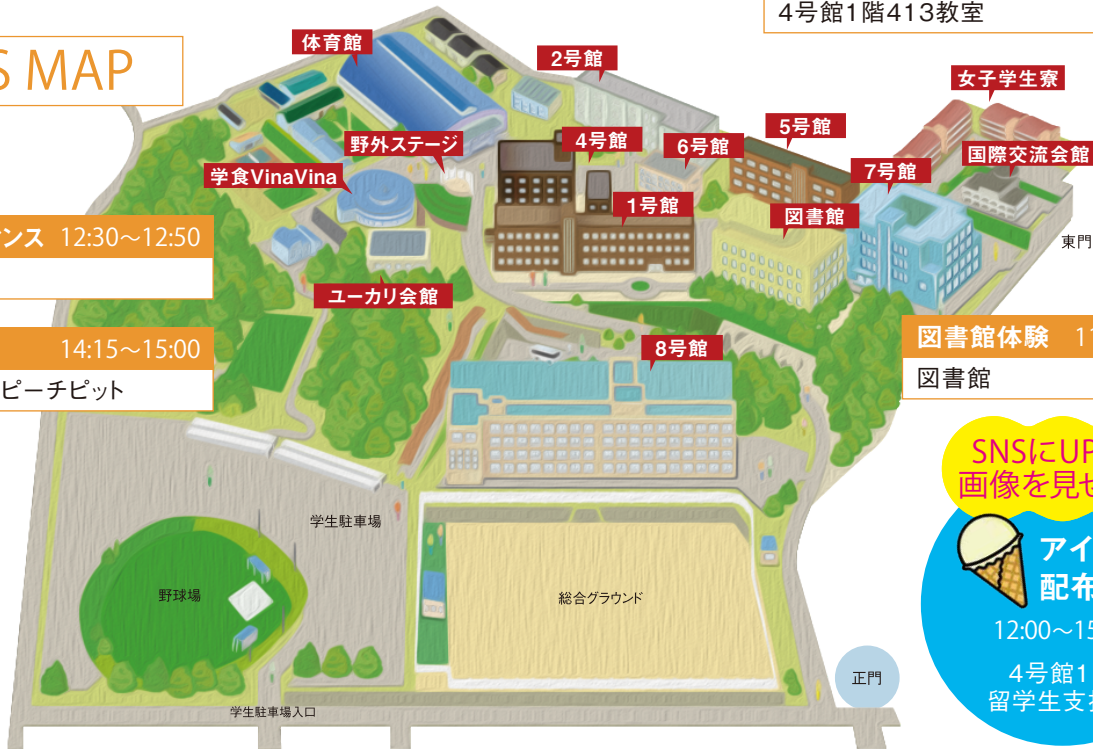 4号館1階413教室
S MAP
体育館
2号館
女子学生寮
野外ステージ
4号館
6号館
5号館
国際交流会館
学食VinaVina
7号館
1号館
図書館
東門
ンス 12:30～12:50
ユーカリ会館
14:15～15:00
ピーチピット
8号館
図書館体験 11
図書館
SNSにUP
画像を見せ
アイ
配布
12:00～15
4号館1
留学生支
学生駐車場
野球場
総合グラウンド
正門
学生駐車場入口